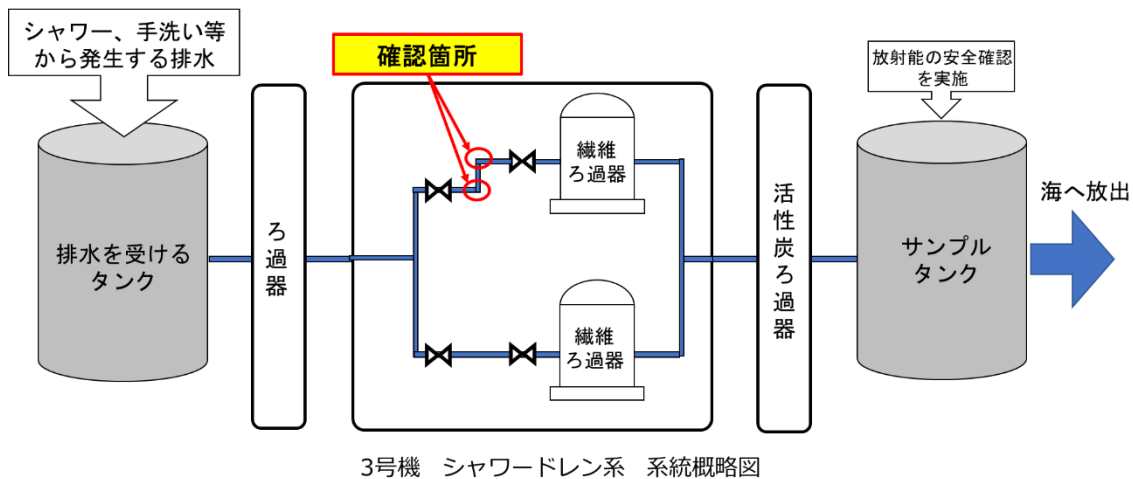 シャワー、手洗い等
から発生する排水
確認箇所
放射能の安全確認
を実施
排水を受ける
タンク
ろ過器
繊維
ろ過器
繊維
ろ過器
活性炭ろ過器
サンプル
タンク
海へ放出
3号機　シャワードレン系　系統概略図